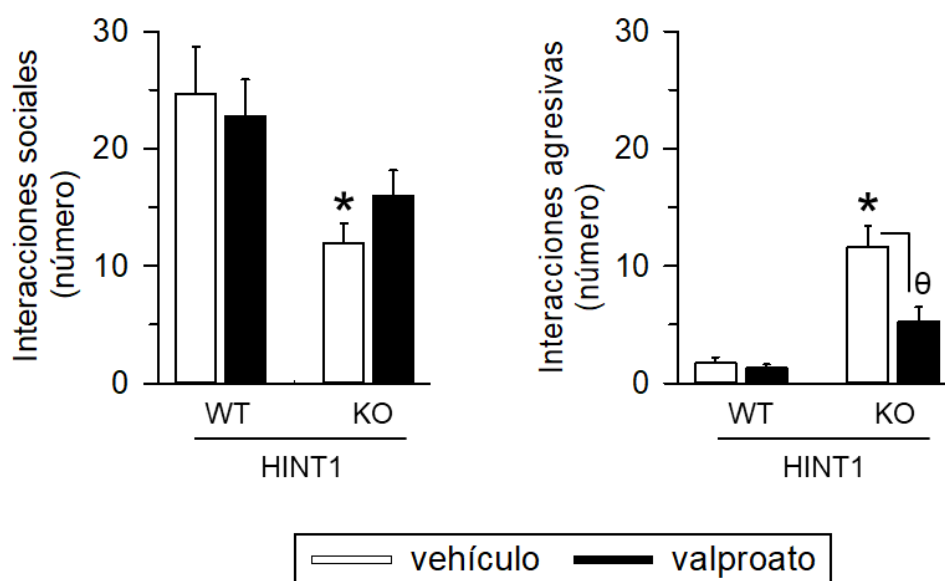 Interacciones sociales
(número)
30
20
10
0
*
WT KO
HINT1
Interacciones agresivas
(número)
30
20
10
0
*
θ
WT KO
HINT1
vehículo valproato